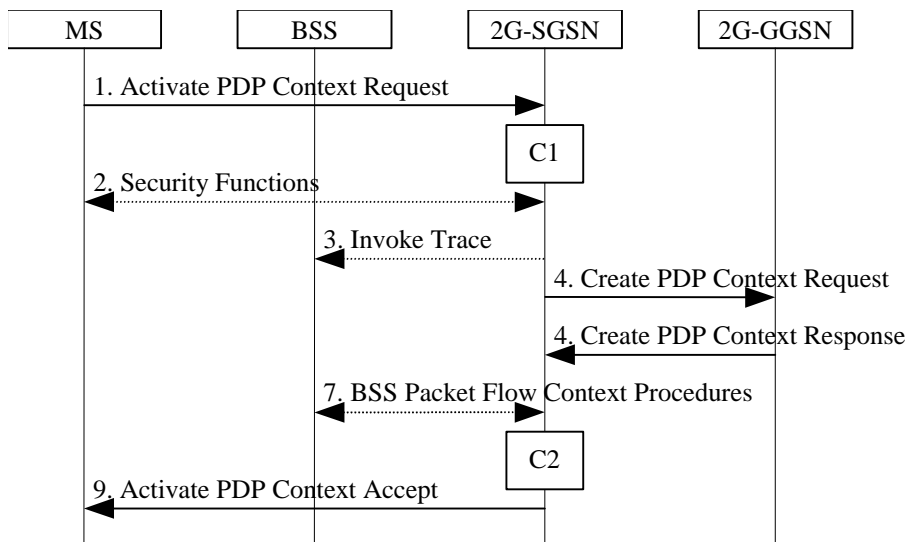 MS
BSS
2G-SGSN
2G-GGSN
1. Activate PDP Context Request
C1
2. Security Functions
3. Invoke Trace
4. Create PDP Context Request
4. Create PDP Context Response
7. BSS Packet Flow Context Procedures
C2
9. Activate PDP Context Accept